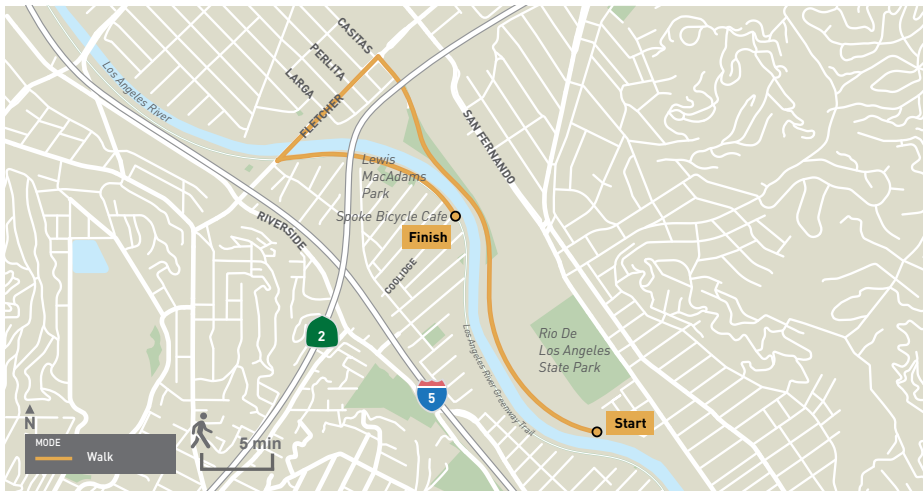 CASITAS
PERLITA
LARGA
FLETCHER
Los Angeles River
SAN FERNANDO
Lewis
MacAdams
Park
Spoke Bicycle Cafe
Finish
RIVERSIDE
COOLIDGE
2
Los Angeles River Greenway Trail
Rio De
Los Angeles
State Park
5
Start
N
MODE
Walk
5 min